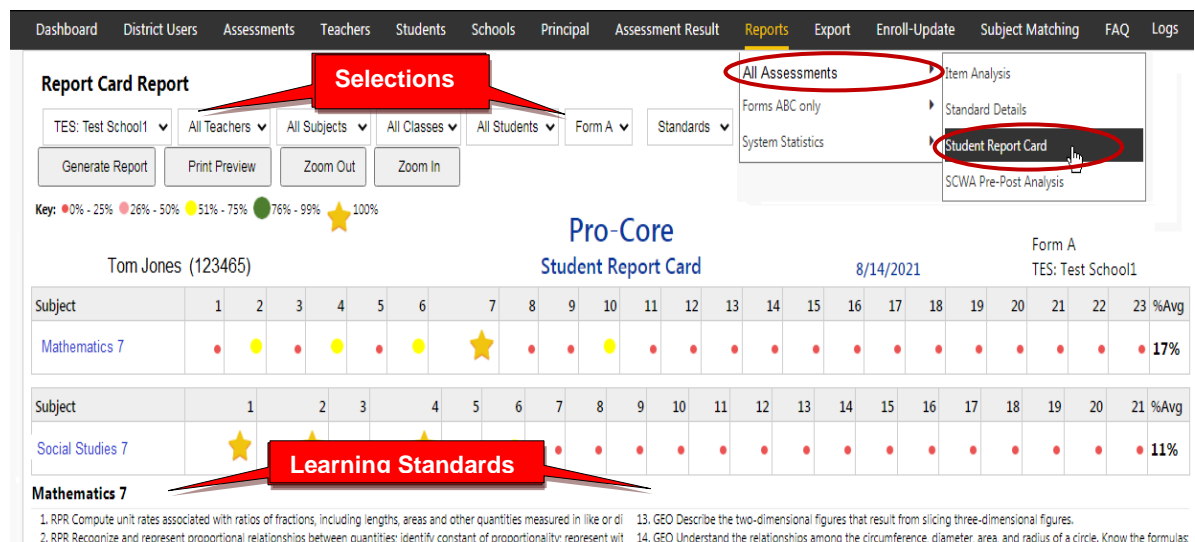 Dashboard District Users Assessments Teachers Students Schools Principal Assessment Result Reports Export Enroll-Update Subject Matching FAQ Logs
Report Card Report
Selections
All Assessments
Forms ABC only
System Statistics
Item Analysis
Standard Details
Student Report Card
SCWA Pre-Post Analysis
TES: Test School1 All Teachers All Subjects All Classes All Students Form A Standards
Generate Report Print Preview Zoom Out Zoom In
Key: 0% - 25% 26% - 50% 51% - 75% 76% - 99% 100%
Pro-Core
Form A
Tom Jones (123465) Student Report Card 8/14/2021 TES: Test School1
Subject 1 2 3 4 5 6 7 8 9 10 11 12 13 14 15 16 17 18 19 20 21 22 23 %Avg
Mathematics 7 17%
Subject 1 2 3 4 5 6 7 8 9 10 11 12 13 14 15 16 17 18 19 20 21 %Avg
Social Studies 7 11%
Learning Standards
Mathematics 7
1. RPR Compute unit rates associated with ratios of fractions, including lengths, areas and other quantities measured in like or di
2. RPR Recognize and represent proportional relationships between quantities; identify constant of proportionality; represent wit
13. GEO Describe the two-dimensional figures that result from slicing three-dimensional figures.
14. GEO Understand the relationships among the circumference, diameter, area, and radius of a circle. Know the formulas